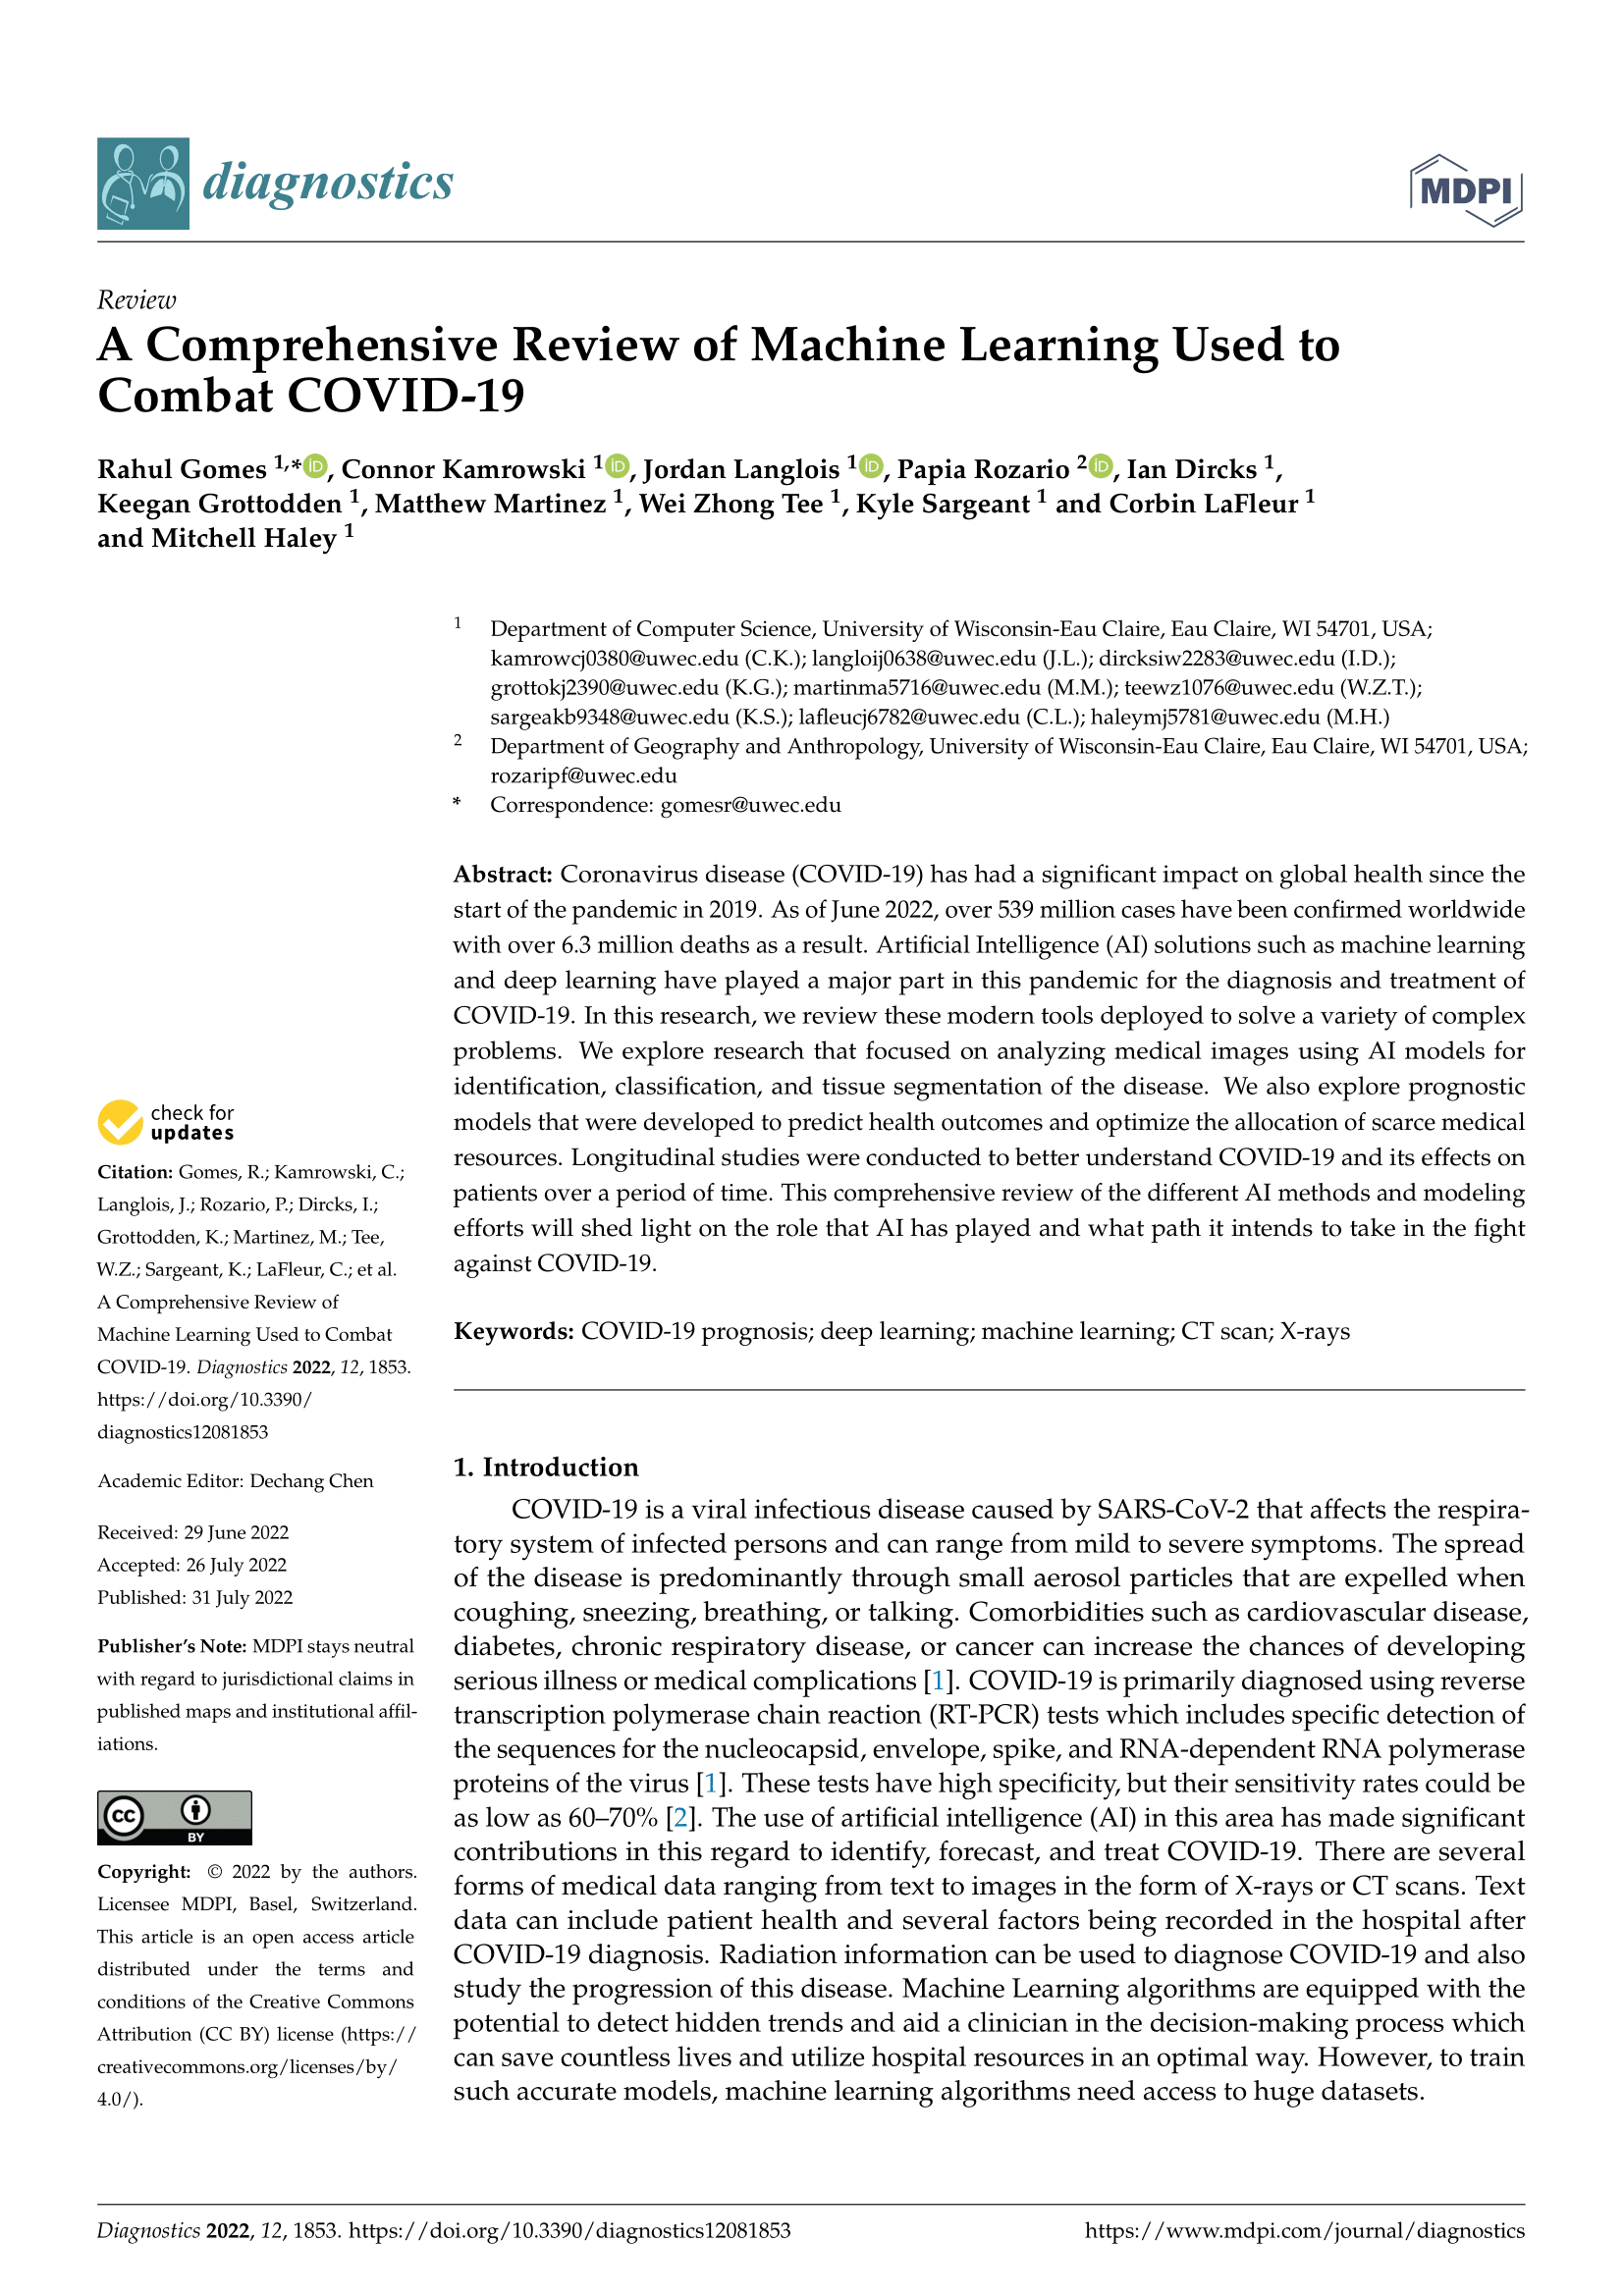 diagnostics
MDPI
Review
A Comprehensive Review of Machine Learning Used to
Combat COVID-19
Rahul Gomes 1,* iD, Connor Kamrowski 1 iD, Jordan Langlois 1 iD, Papia Rozario 2 iD, Ian Dircks 1,
Keegan Grottodden 1, Matthew Martinez 1, Wei Zhong Tee 1, Kyle Sargeant 1 and Corbin LaFleur 1
and Mitchell Haley 1
1 Department of Computer Science, University of Wisconsin-Eau Claire, Eau Claire, WI 54701, USA;
kamrowcj0380@uwec.edu (C.K.); langloij0638@uwec.edu (J.L.); dircksiw2283@uwec.edu (I.D.);
grottokj2390@uwec.edu (K.G.); martinma5716@uwec.edu (M.M.); teewz1076@uwec.edu (W.Z.T.);
sargeakb9348@uwec.edu (K.S.); lafleucj6782@uwec.edu (C.L.); haleymj5781@uwec.edu (M.H.)
2 Department of Geography and Anthropology, University of Wisconsin-Eau Claire, Eau Claire, WI 54701, USA;
rozaripf@uwec.edu
* Correspondence: gomesr@uwec.edu
Abstract: Coronavirus disease (COVID-19) has had a significant impact on global health since the
start of the pandemic in 2019. As of June 2022, over 539 million cases have been confirmed worldwide
with over 6.3 million deaths as a result. Artificial Intelligence (AI) solutions such as machine learning
and deep learning have played a major part in this pandemic for the diagnosis and treatment of
COVID-19. In this research, we review these modern tools deployed to solve a variety of complex
problems. We explore research that focused on analyzing medical images using AI models for
identification, classification, and tissue segmentation of the disease. We also explore prognostic
models that were developed to predict health outcomes and optimize the allocation of scarce medical
resources. Longitudinal studies were conducted to better understand COVID-19 and its effects on
patients over a period of time. This comprehensive review of the different AI methods and modeling
efforts will shed light on the role that AI has played and what path it intends to take in the fight
against COVID-19.
Keywords: COVID-19 prognosis; deep learning; machine learning; CT scan; X-rays
check for
updates
Citation: Gomes, R.; Kamrowski, C.;
Langlois, J.; Rozario, P.; Dircks, I.;
Grottodden, K.; Martinez, M.; Tee,
W.Z.; Sargeant, K.; LaFleur, C.; et al.
A Comprehensive Review of
Machine Learning Used to Combat
COVID-19. Diagnostics 2022, 12, 1853.
https://doi.org/10.3390/
diagnostics12081853
Academic Editor: Dechang Chen
Received: 29 June 2022
Accepted: 26 July 2022
Published: 31 July 2022
Publisher's Note: MDPI stays neutral
with regard to jurisdictional claims in
published maps and institutional affil-
iations.
cc BY
Copyright: © 2022 by the authors.
Licensee MDPI, Basel, Switzerland.
This article is an open access article
distributed under the terms and
conditions of the Creative Commons
Attribution (CC BY) license (https://
creativecommons.org/licenses/by/
4.0/).
1. Introduction
COVID-19 is a viral infectious disease caused by SARS-CoV-2 that affects the respira-
tory system of infected persons and can range from mild to severe symptoms. The spread
of the disease is predominantly through small aerosol particles that are expelled when
coughing, sneezing, breathing, or talking. Comorbidities such as cardiovascular disease,
diabetes, chronic respiratory disease, or cancer can increase the chances of developing
serious illness or medical complications [1]. COVID-19 is primarily diagnosed using reverse
transcription polymerase chain reaction (RT-PCR) tests which includes specific detection of
the sequences for the nucleocapsid, envelope, spike, and RNA-dependent RNA polymerase
proteins of the virus [1]. These tests have high specificity, but their sensitivity rates could be
as low as 60–70% [2]. The use of artificial intelligence (AI) in this area has made significant
contributions in this regard to identify, forecast, and treat COVID-19. There are several
forms of medical data ranging from text to images in the form of X-rays or CT scans. Text
data can include patient health and several factors being recorded in the hospital after
COVID-19 diagnosis. Radiation information can be used to diagnose COVID-19 and also
study the progression of this disease. Machine Learning algorithms are equipped with the
potential to detect hidden trends and aid a clinician in the decision-making process which
can save countless lives and utilize hospital resources in an optimal way. However, to train
such accurate models, machine learning algorithms need access to huge datasets.
Diagnostics 2022, 12, 1853. https://doi.org/10.3390/diagnostics12081853
https://www.mdpi.com/journal/diagnostics